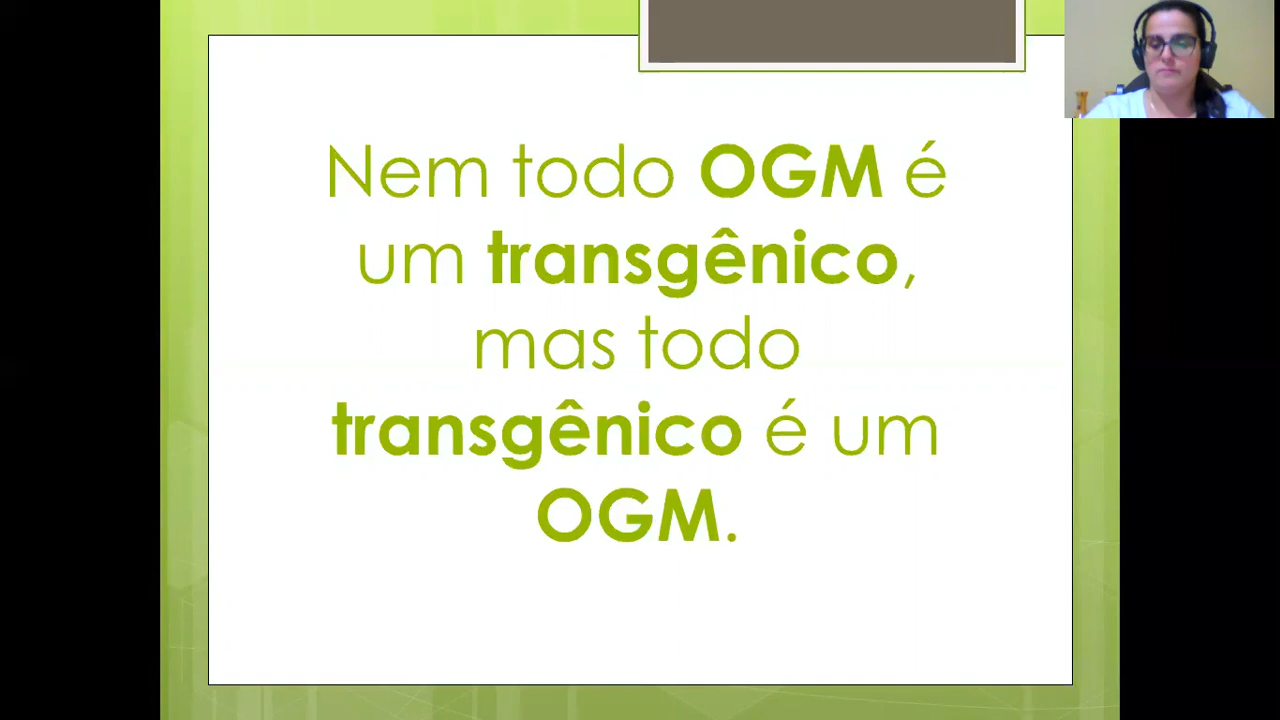 Nem todo OGM é
um transgênico,
mas todo
transgênico é um
OGM.